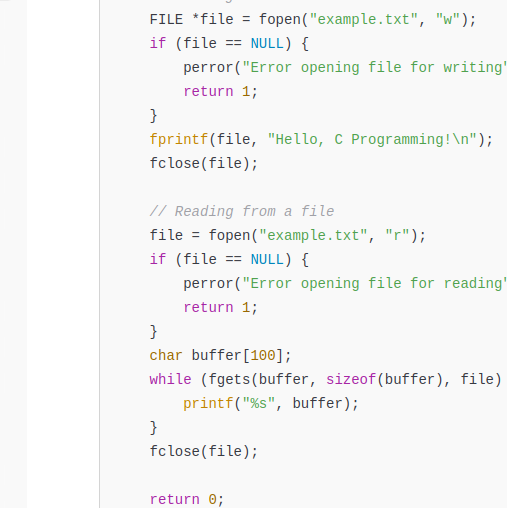 FILE *file = fopen("example.txt", "w");
if (file == NULL) {
perror("Error opening file for writing"
return 1;
}
fprintf(file, "Hello, C Programming!\n");
fclose(file);
// Reading from a file
file = fopen("example.txt", "r");
if (file == NULL) {
perror("Error opening file for reading"
return 1;
}
char buffer[100];
while (fgets(buffer, sizeof(buffer), file)
printf("%s", buffer);
}
fclose(file);
return 0;